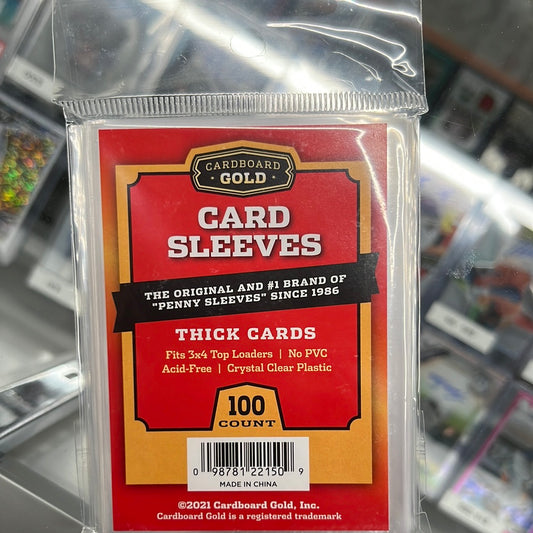 CARDBOARD
GOLD
CARD
SLEEVES
THE ORIGINAL AND #1 BRAND OF
"PENNY SLEEVES" SINCE 1986
THICK CARDS
Fits 3x4 Top Loaders | No PVC
Acid-Free | Crystal Clear Plastic
100
COUNT
0 98781 22150 9
MADE IN CHINA
©2021 Cardboard Gold, Inc.
Cardboard Gold is a registered trademark